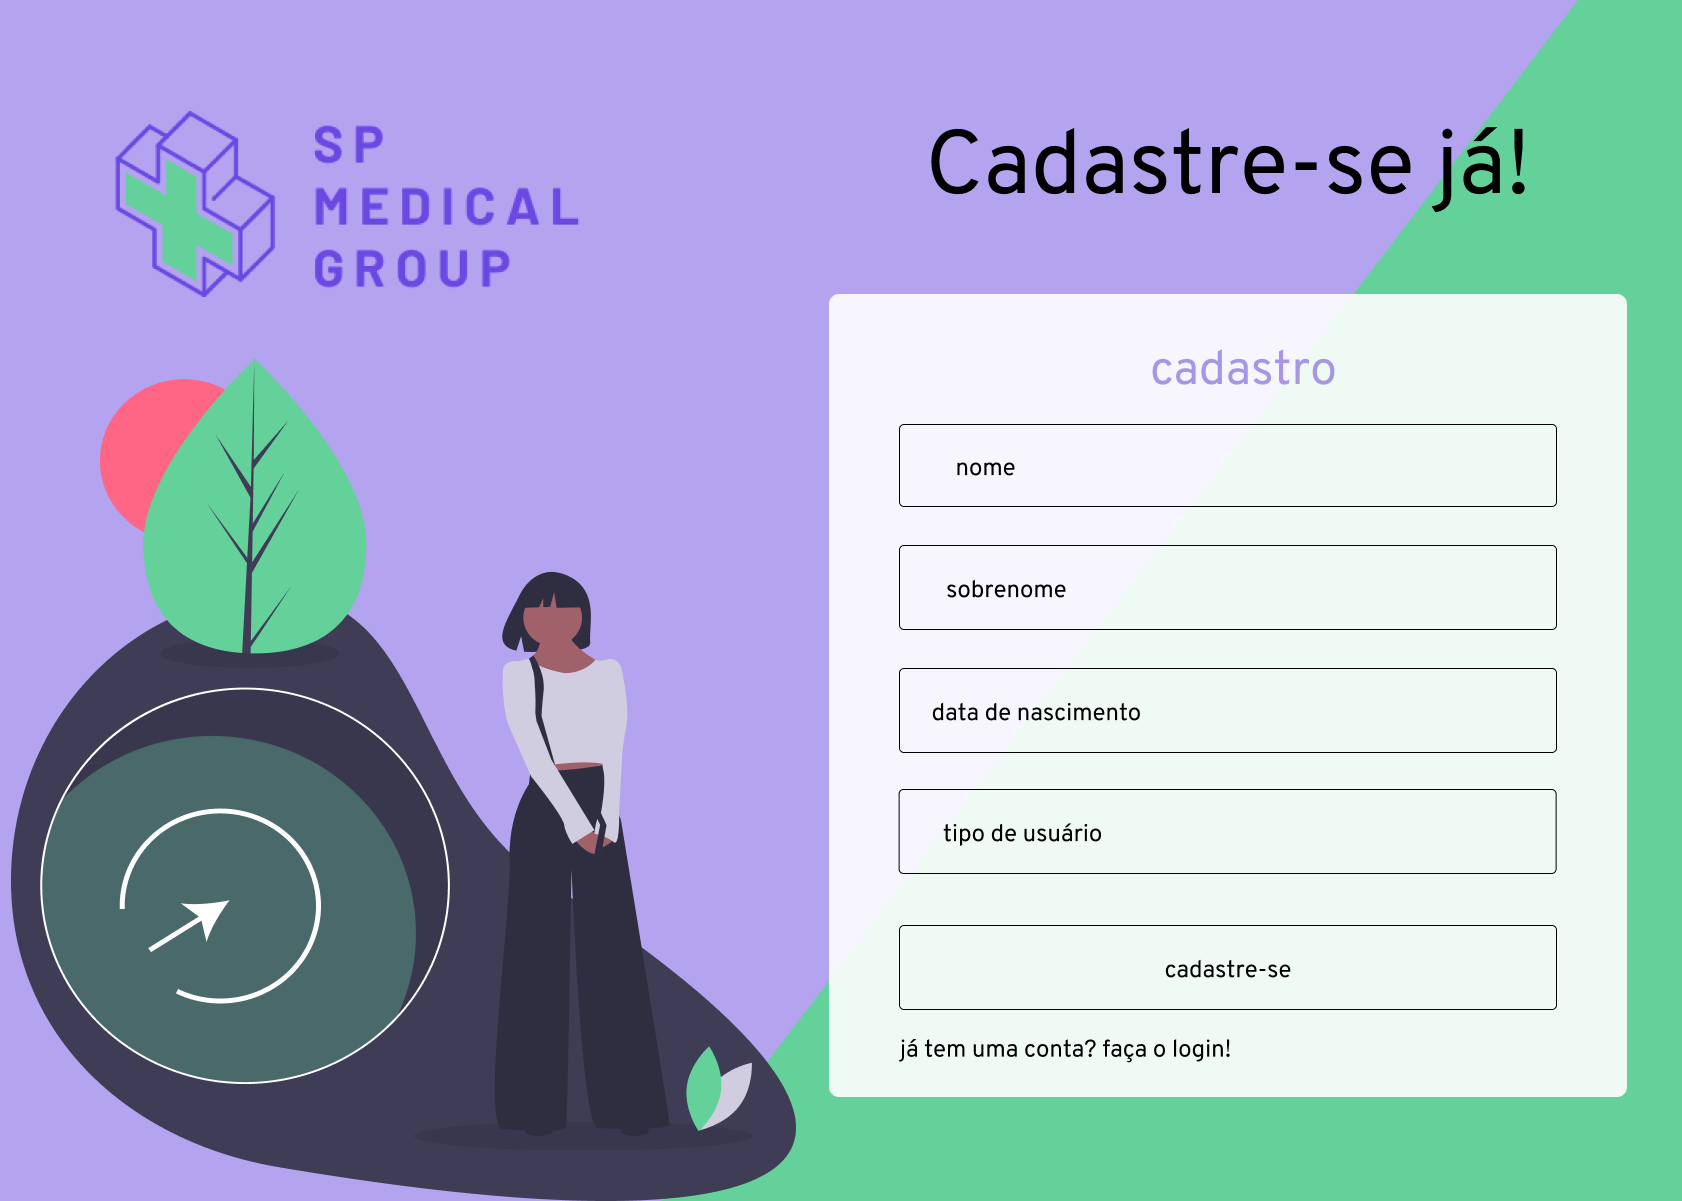 SP
MEDICAL
GROUP
Cadastre-se já!
cadastro
nome
sobrenome
data de nascimento
tipo de usuário
cadastre-se
já tem uma conta? faça o login!